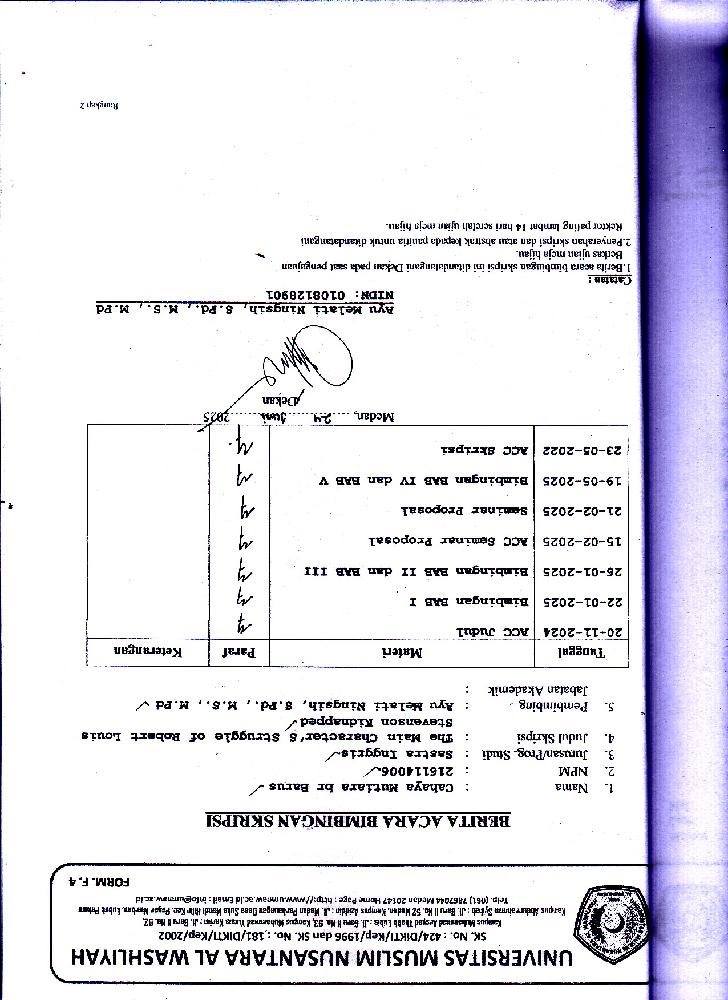 UNIVERSITAS MUSLIM NUSANTARA AL WASHLIYAH
SK. No. : 424/DIKTI/Kep/1996 dan SK. No. : 181/DIKTI/Kep/2002
Kampus Muhammad Arsyad Thalib Lubis : Jl. Garu II No. 93, Kampus Muhammad Yunus Karim : Jl. Garu II No. 02,
Kampus Abdurrahman Syihab : Jl. Garu II No. 52 Medan, Kampus Aziddin : Jl. Medan Perbaungan Desa Suka Mandi Hilir Kec. Pagar Merbau, Lubuk Pakam
Telp. (061) 7867044 Medan 20147 Home Page : http://www.umnaw.ac.id Email : info@umnaw.ac.id
FORM. F. 4
BERITA ACARA BIMBINGAN SKRIPSI
1. Nama : Cahaya Mutiara br Barus
2. NPM : 216114006
3. Jurusan/Prog. Studi : Sastra Inggris
4. Judul Skripsi : The Main Character's Struggle of Robert Louis
Stevenson Kidnapped
5. Pembimbing : Ayu Melati Ningsih, S.Pd., M.S., M.Pd
Jabatan Akademik :
Tanggal Materi Paraf Keterangan
20-11-2024 ACC Judul
22-01-2025 Bimbingan BAB I
26-01-2025 Bimbingan BAB II dan BAB III
15-02-2025 ACC Seminar Proposal
21-02-2025 Seminar Proposal
19-05-2025 Bimbingan BAB IV dan BAB V
23-05-2022 ACC Skripsi
Medan, ..... 24 ..... Juni ..... 2025
Dekan
Ayu Melati Ningsih, S.Pd., M.S., M.Pd
NIDN: 0108128901
Catatan :
1.Berita acara bimbingan skripsi ini ditandatangani Dekan pada saat pengajuan
Berkas ujian meja hijau.
2.Penyerahan skripsi dan atau abstrak kepada panitia untuk ditandatangani
Rektor paling lambat 14 hari setelah ujian meja hijau.
Rangkap 2